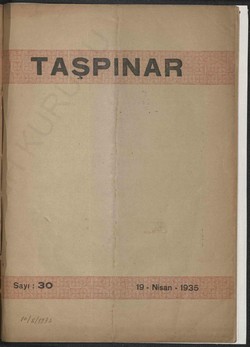 TAŞPINAR
Sayı : 30
19 - Nisan - 1935